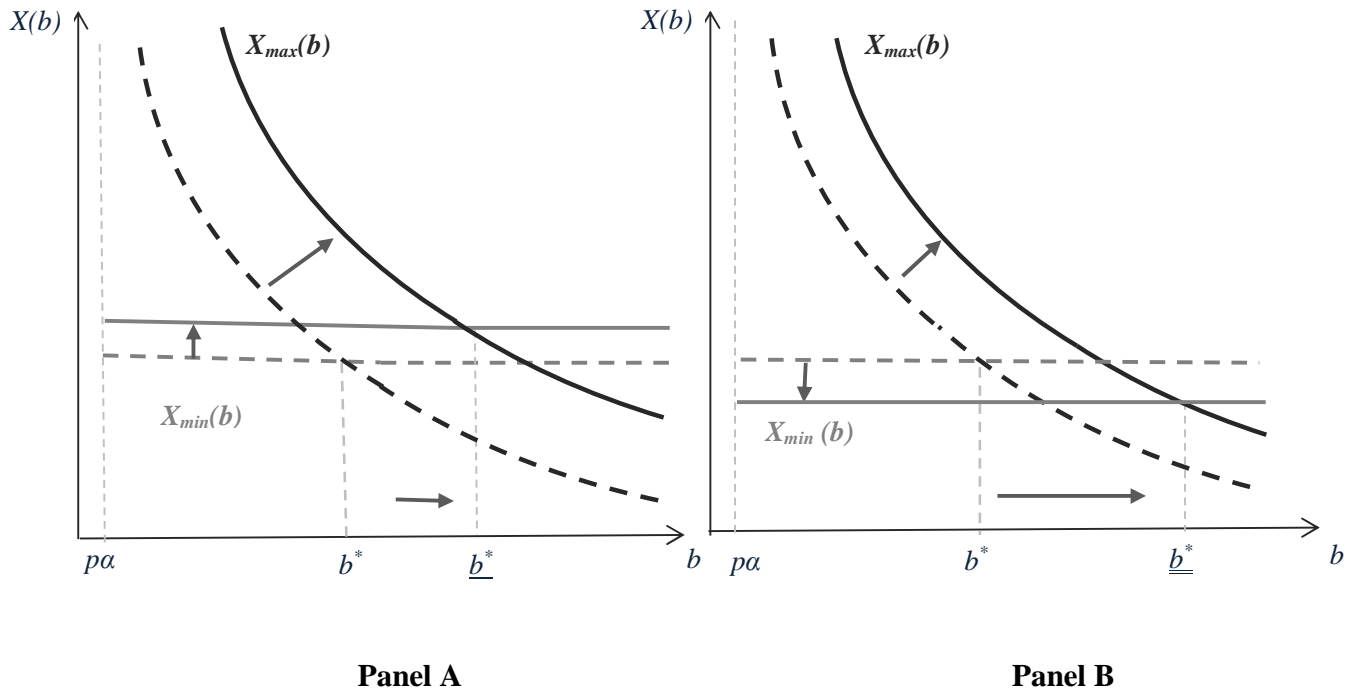 X(b)
X_max(b)
X_min(b)
pα
b*
b*
b
Panel A
X(b)
X_max(b)
X_min (b)
pα
b*
b*
b
Panel B